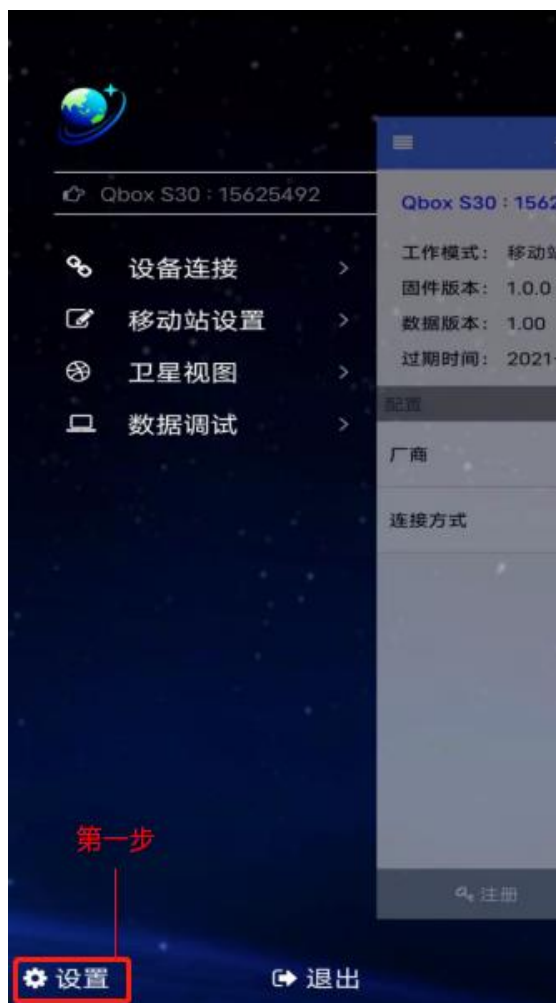 Qbox S30 : 15625492
设备连接
移动站设置
卫星视图
数据调试
Qbox S30 : 1562
工作模式: 移动站
固件版本: 1.0.0
数据版本: 1.00
过期时间: 2021-
配置
厂商
连接方式
注册
第一步
设置
退出